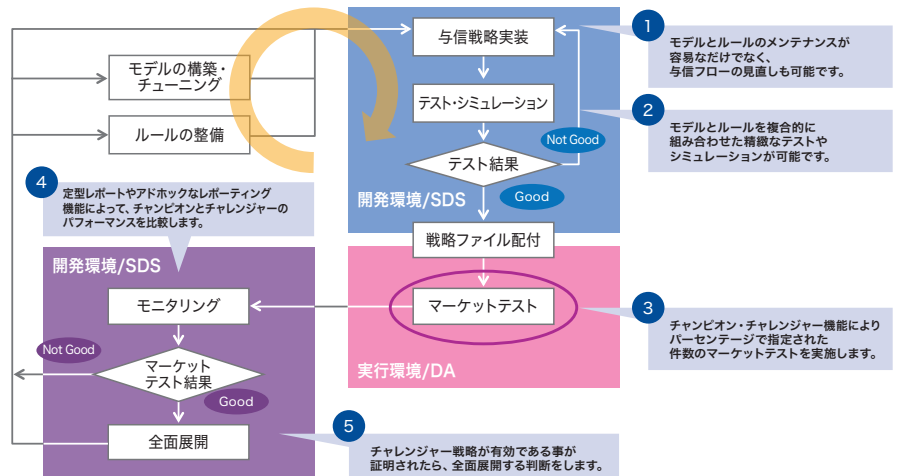 モデルの構築・
チューニング
ルールの整備
与信戦略実装
テスト・シミュレーション
テスト結果
Not Good
Good
開発環境/SDS
戦略ファイル配付
1
モデルとルールのメンテナンスが
容易なだけでなく、
与信フローの見直しも可能です。
2
モデルとルールを複合的に
組み合わせた精緻なテストや
シミュレーションが可能です。
4
定型レポートやアドホックなレポーティング
機能によって、チャンピオンとチャレンジャーの
パフォーマンスを比較します。
開発環境/SDS
モニタリング
Not Good
マーケット
テスト結果
Good
全面展開
マーケットテスト
実行環境/DA
3
チャンピオン・チャレンジャー機能により
パーセンテージで指定された
件数のマーケットテストを実施します。
5
チャレンジャー戦略が有効である事が
証明されたら、全面展開する判断をします。